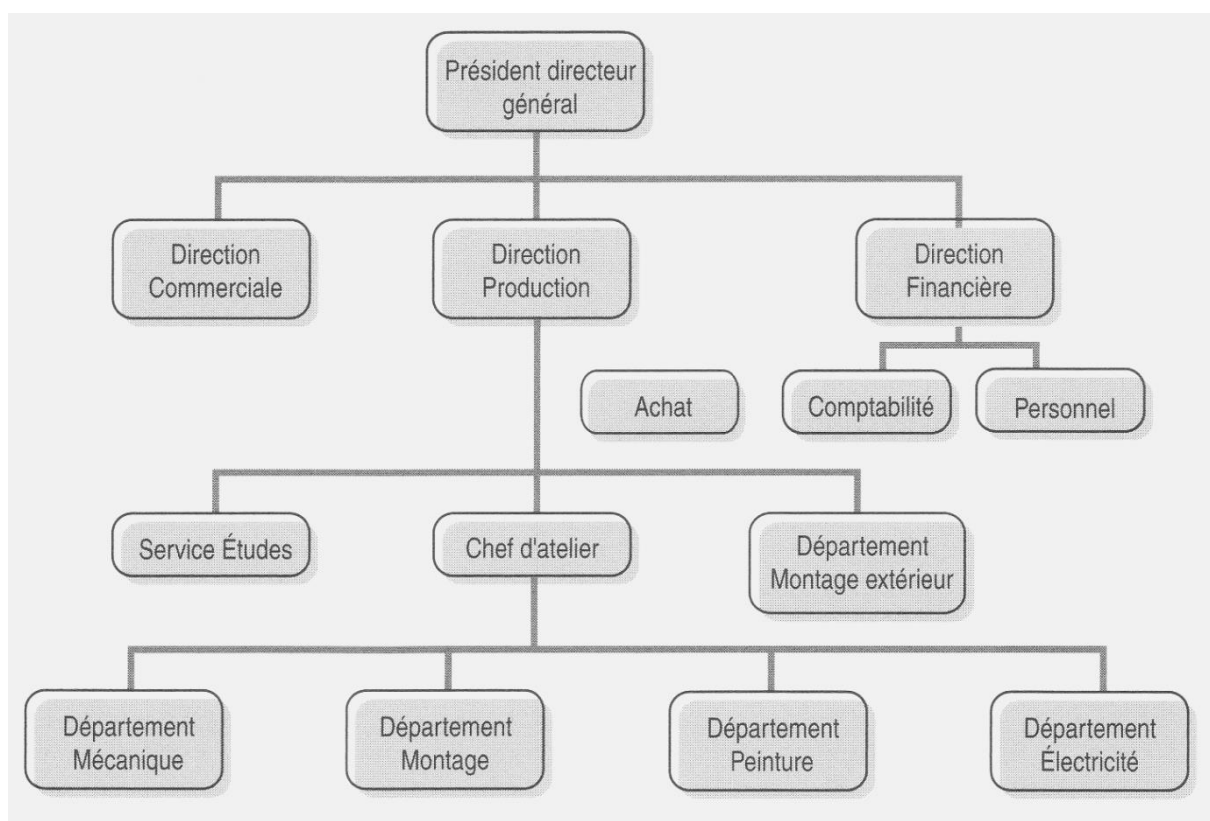 Président directeur
général
Direction
Commerciale
Direction
Production
Direction
Financière
Achat
Comptabilité
Personnel
Service Études
Chef d'atelier
Département
Montage extérieur
Département
Mécanique
Département
Montage
Département
Peinture
Département
Électricité